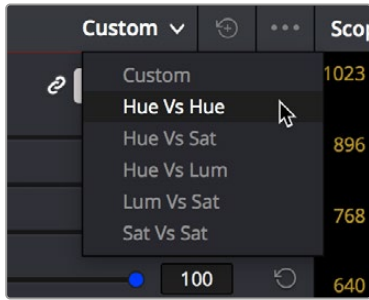 Custom
Scop
Custom
1023
Hue Vs Hue
Hue Vs Sat
896
Hue Vs Lum
Lum Vs Sat
768
Sat Vs Sat
100
640